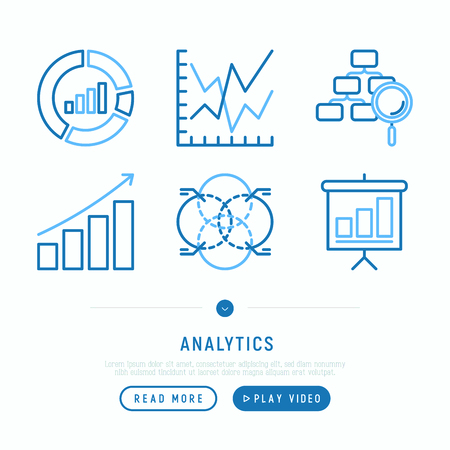 ANALYTICS
Lorem ipsum dolor sit amet, consectetuer adipiscing elit,
sed diam nonummy nibh euismod tincidunt ut laoreet dolore
magna aliquam erat volutpat.
READ MORE
PLAY VIDEO